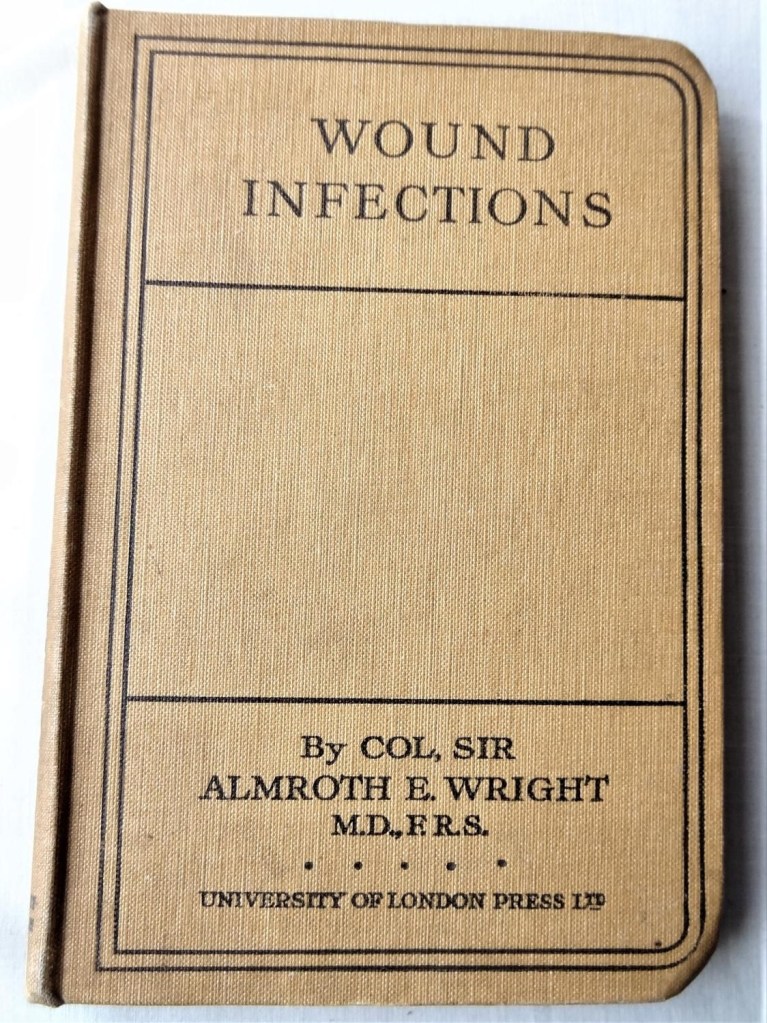 WOUND
INFECTIONS
By COL, SIR
ALMROTH E. WRIGHT
M.D., F.R.S.
UNIVERSITY OF LONDON PRESS LTD